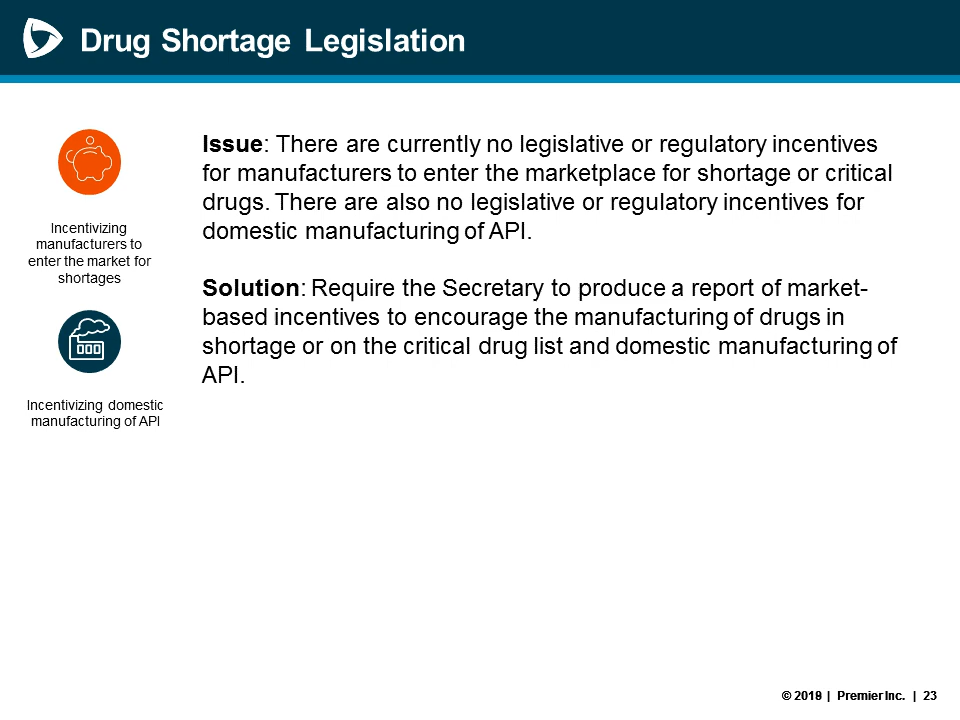 Drug Shortage Legislation
Incentivizing
manufacturers to
enter the market for
shortages
Incentivizing domestic
manufacturing of API
Issue: There are currently no legislative or regulatory incentives
for manufacturers to enter the marketplace for shortage or critical
drugs. There are also no legislative or regulatory incentives for
domestic manufacturing of API.
Solution: Require the Secretary to produce a report of market-
based incentives to encourage the manufacturing of drugs in
shortage or on the critical drug list and domestic manufacturing of
API.
© | Premier Inc. | 23